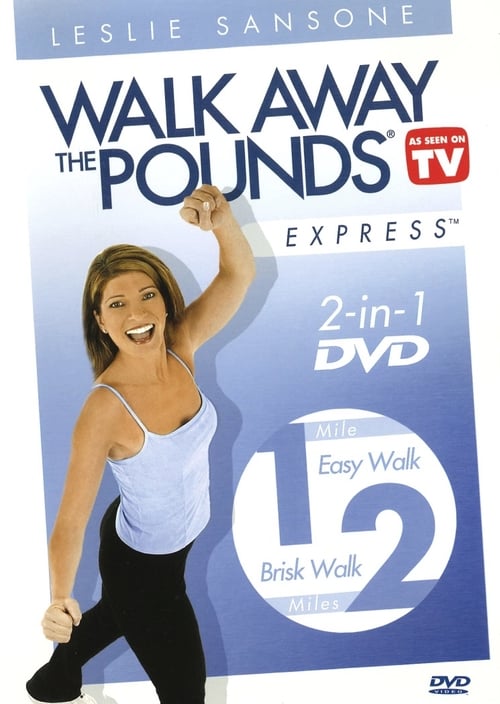 LESLIE SANSONE
WALK AWAY
THE POUNDS®
AS SEEN ON
TV
EXPRESS™
2-in-1
DVD
1
Mile
Easy Walk
2
Brisk Walk
Miles
DVD
VIDEO